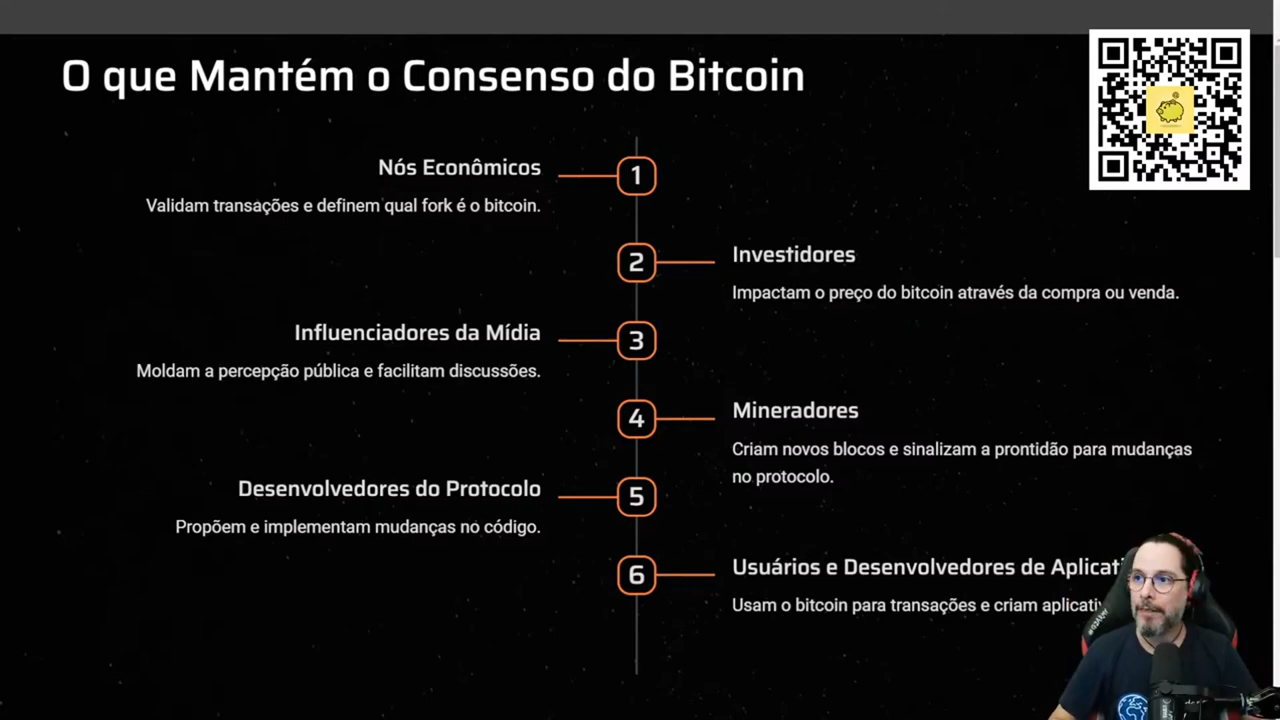 O que Mantém o Consenso do Bitcoin
1
Nós Econômicos
Validam transações e definem qual fork é o bitcoin.
2
Investidores
Impactam o preço do bitcoin através da compra ou venda.
3
Influenciadores da Mídia
Moldam a percepção pública e facilitam discussões.
4
Mineradores
Criam novos blocos e sinalizam a prontidão para mudanças
no protocolo.
5
Desenvolvedores do Protocolo
Propõem e implementam mudanças no código.
6
Usuários e Desenvolvedores de
Usam o bitcoin para transações e criam